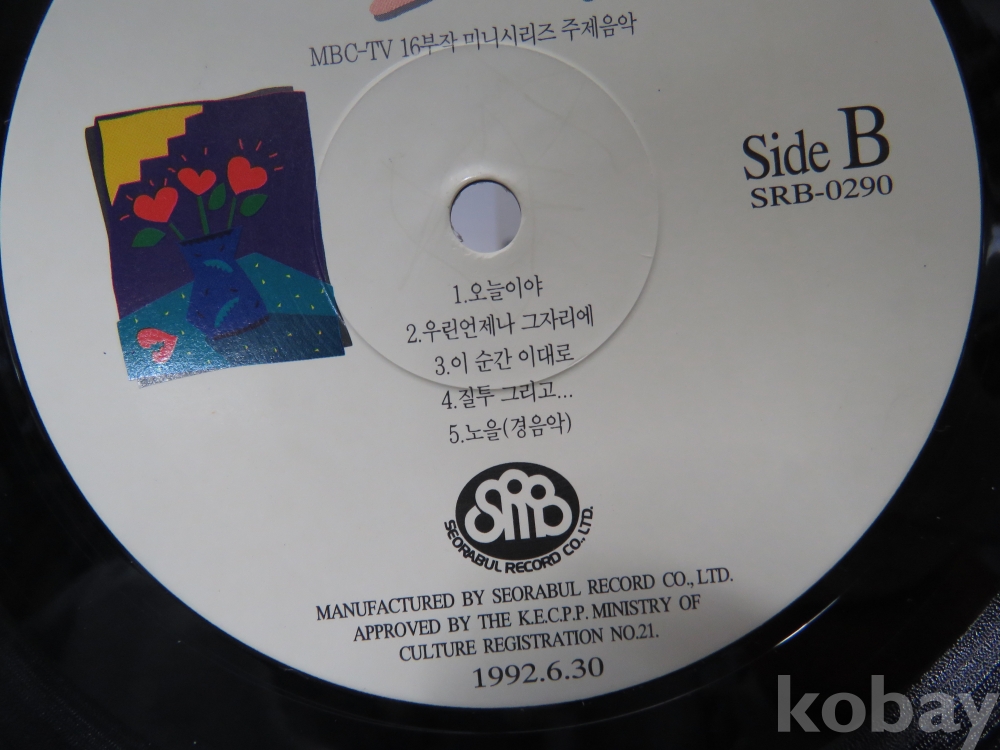 MBC-TV 16부작 미니시리즈 주제음악
Side B
SRB-0290
1.오늘이야
2.우린언제나 그자리에
3.이 순간 이대로
4.질투 그리고...
5.노을(경음악)
SRB
SEORABUL RECORD CO., LTD.
MANUFACTURED BY SEORABUL RECORD CO., LTD.
APPROVED BY THE K.E.C.P.P. MINISTRY OF
CULTURE REGISTRATION NO.21.
1992.6.30
kobay